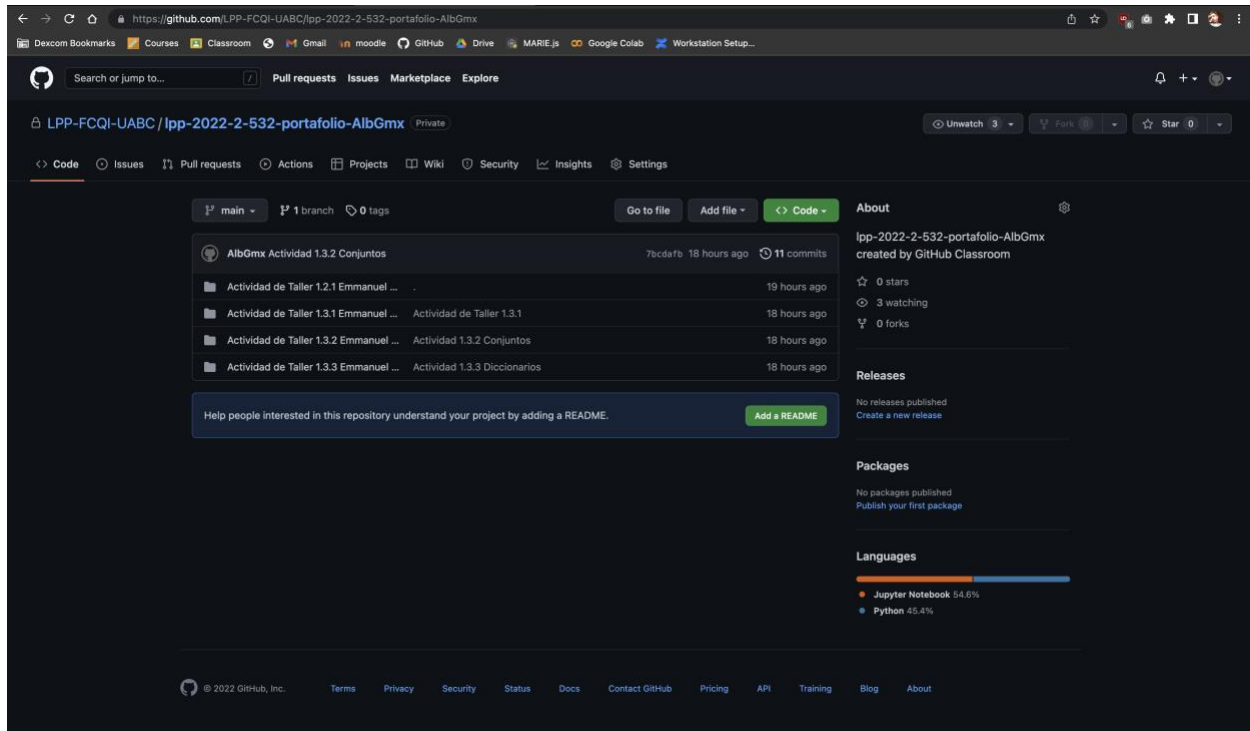 https://github.com/LPP-FCQI-UABC/lpp-2022-2-532-portafolio-AlbGmx
Dexcom Bookmarks Courses Classroom Gmail moodle GitHub Drive MARIE.js Google Colab Workstation Setup...
Search or jump to... / Pull requests Issues Marketplace Explore
LPP-FCQI-UABC / lpp-2022-2-532-portafolio-AlbGmx Private Unwatch 3 Fork 0 Star 0
Code Issues Pull requests Actions Projects Wiki Security Insights Settings
main 1 branch 0 tags Go to file Add file Code
AlbGmx Actividad 1.3.2 Conjuntos 7bcdafb 18 hours ago 11 commits
Actividad de Taller 1.2.1 Emmanuel ... . 19 hours ago
Actividad de Taller 1.3.1 Emmanuel ... Actividad de Taller 1.3.1 18 hours ago
Actividad de Taller 1.3.2 Emmanuel ... Actividad 1.3.2 Conjuntos 18 hours ago
Actividad de Taller 1.3.3 Emmanuel ... Actividad 1.3.3 Diccionarios 18 hours ago
Help people interested in this repository understand your project by adding a README. Add a README
About
lpp-2022-2-532-portafolio-AlbGmx
created by GitHub Classroom
0 stars
3 watching
0 forks
Releases
No releases published
Create a new release
Packages
No packages published
Publish your first package
Languages
Jupyter Notebook 54.6%
Python 45.4%
© 2022 GitHub, Inc. Terms Privacy Security Status Docs Contact GitHub Pricing API Training Blog About